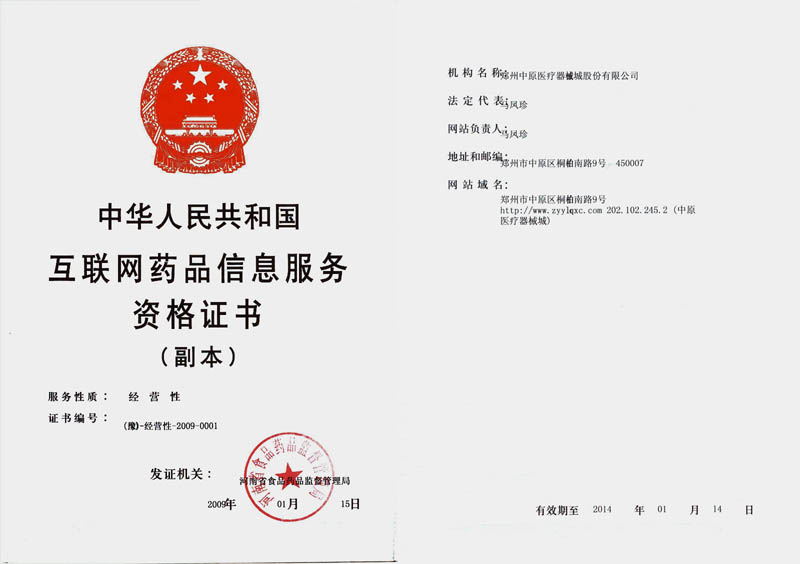 中华人民共和国
互联网药品信息服务
资格证书
(副本)
服务性质： 经 营 性
证书编号： (豫)-经营性-2009-0001
发证机关： 河南省食品药品监督管理局
2009年 01月 15日
河南省食品药品监督管理局
机构名称： 郑州中原医疗器械城股份有限公司
法定代表： 马凤珍
网站负责人： 马凤珍
地址和邮编： 郑州市中原区桐柏南路9号 450007
网站域名：
郑州市中原区桐柏南路9号
http://www.zyylqxc.com 202.102.245.2 (中原
医疗器械城)
有效期至 2014 年 01 月 14 日